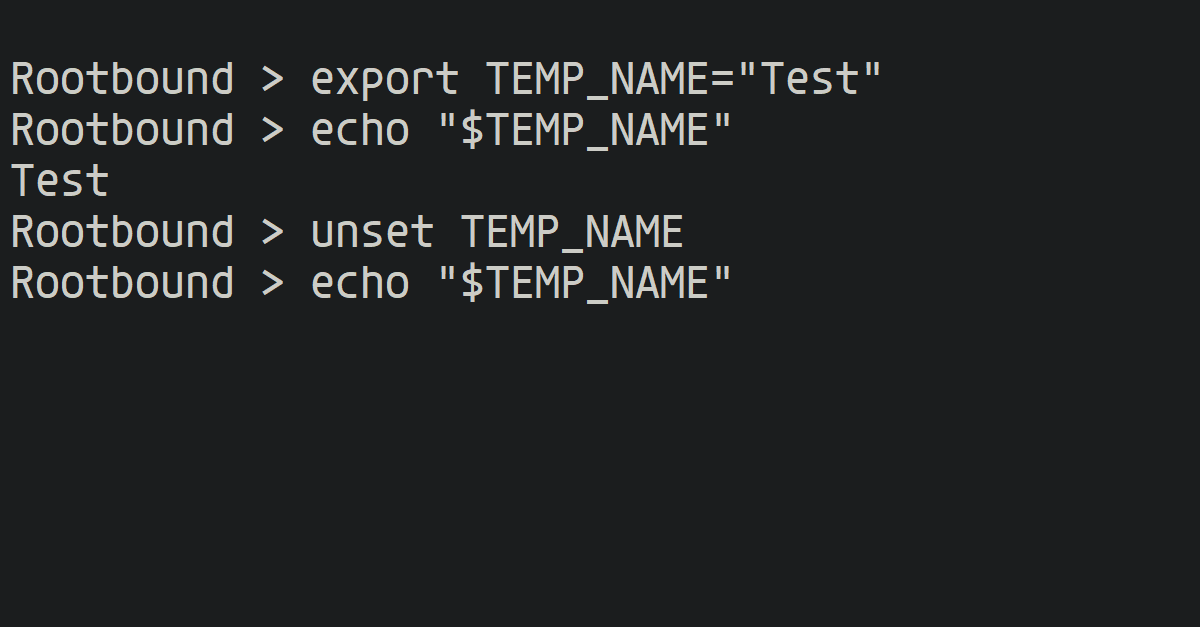 Rootbound > export TEMP_NAME="Test"
Rootbound > echo "$TEMP_NAME"
Test
Rootbound > unset TEMP_NAME
Rootbound > echo "$TEMP_NAME"